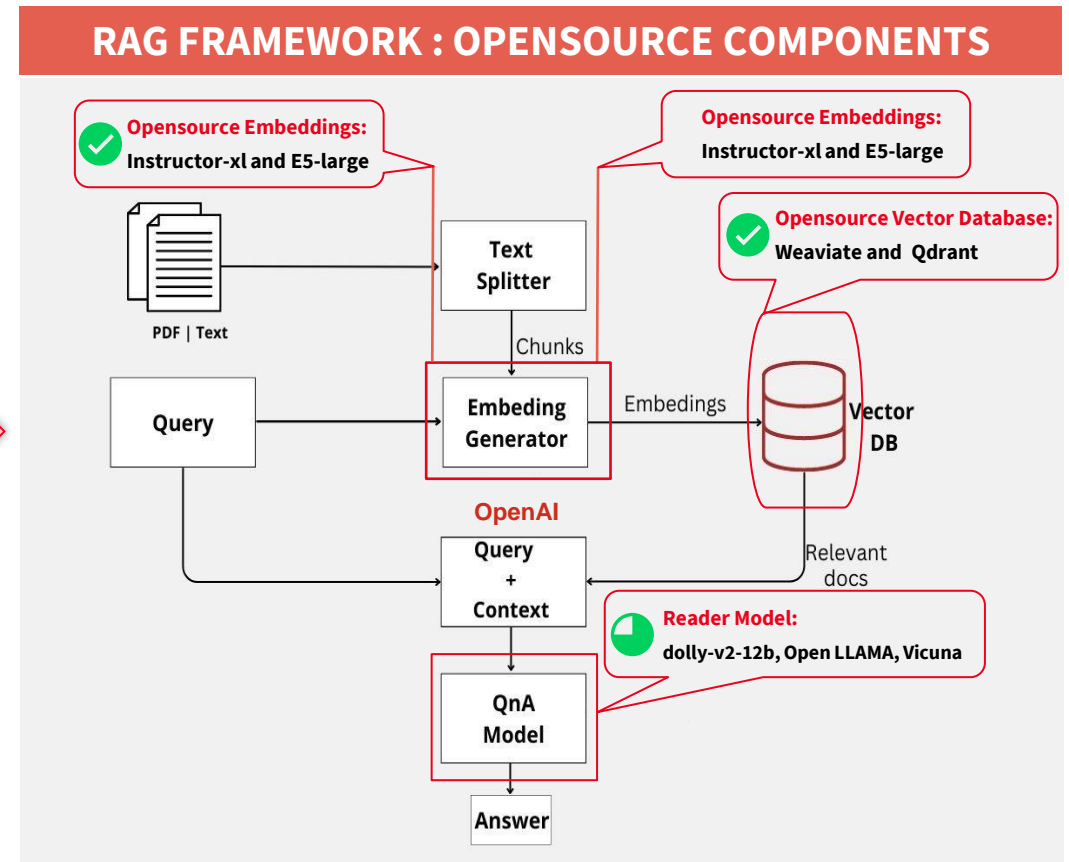 RAG FRAMEWORK : OPENSOURCE COMPONENTS
Opensource Embeddings:
Instructor-xl and E5-large
Opensource Embeddings:
Instructor-xl and E5-large
Opensource Vector Database:
Weaviate and Qdrant
Text
Splitter
PDF | Text
Chunks
Query
Embeding
Generator
Embedings
Vector
DB
OpenAI
Query
+
Context
Relevant
docs
Reader Model:
dolly-v2-12b, Open LLAMA, Vicuna
QnA
Model
Answer